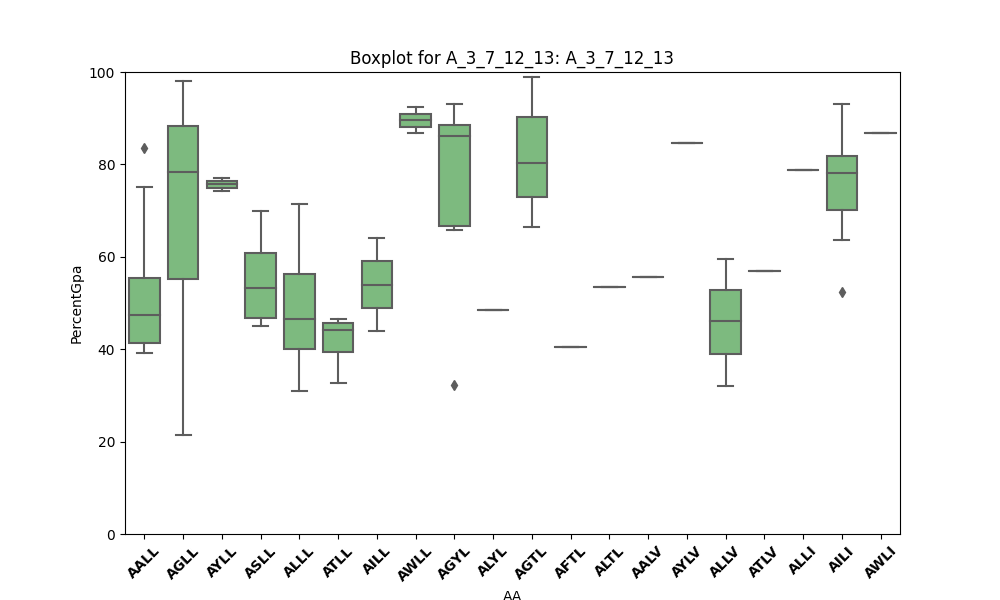 Boxplot for A_3_7_12_13: A_3_7_12_13
100
80
60
40
20
0
PercentGpa
AALL AGLL AYLL ASLL ALLL ATLL AILL AWLL AGYL ALYL AGTL AFTL ALTL AALV AYLV ALLV ATLV ALLI AILI AWLI
AA